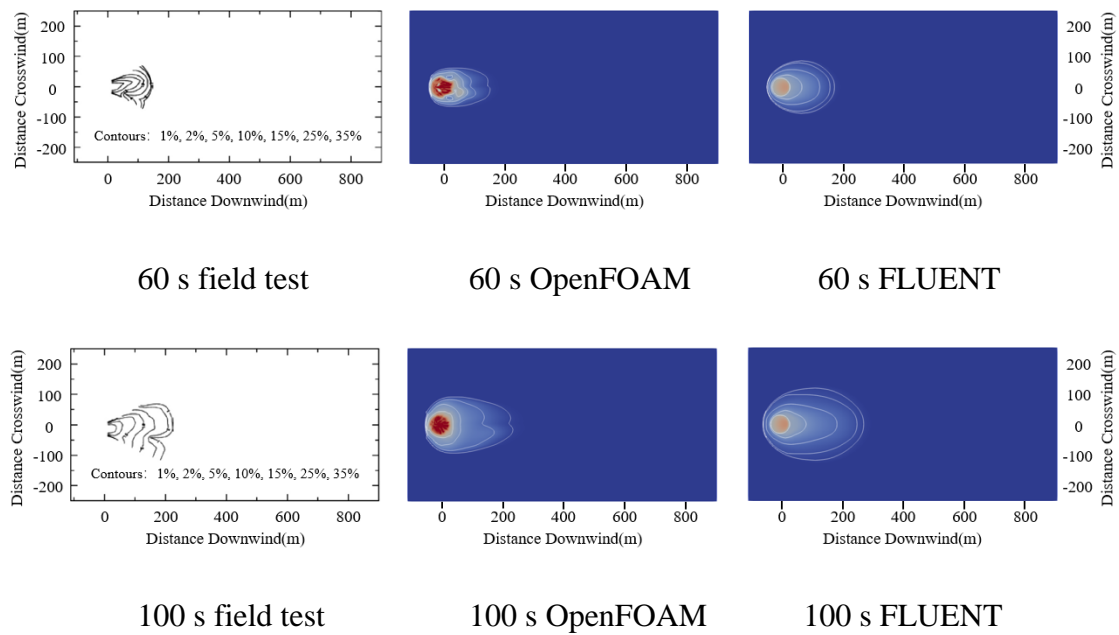 Distance Crosswind(m)
200
100
0
-100
-200
Contours: 1%, 2%, 5%, 10%, 15%, 25%, 35%
0 200 400 600 800
Distance Downwind(m)
0 200 400 600 800
Distance Downwind(m)
0 200 400 600 800
Distance Downwind(m)
200
100
0
-100
-200
Distance Crosswind(m)
60 s field test
60 s OpenFOAM
60 s FLUENT
Distance Crosswind(m)
200
100
0
-100
-200
Contours: 1%, 2%, 5%, 10%, 15%, 25%, 35%
0 200 400 600 800
Distance Downwind(m)
0 200 400 600 800
Distance Downwind(m)
0 200 400 600 800
Distance Downwind(m)
200
100
0
-100
-200
Distance Crosswind(m)
100 s field test
100 s OpenFOAM
100 s FLUENT